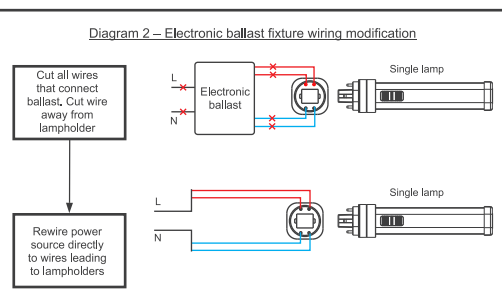 Diagram 2 – Electronic ballast fixture wiring modification
Cut all wires
that connect
ballast. Cut wire
away from
lampholder
L
N
Electronic
ballast
Single lamp
Rewire power
source directly
to wires leading
to lampholders
L
N
Single lamp